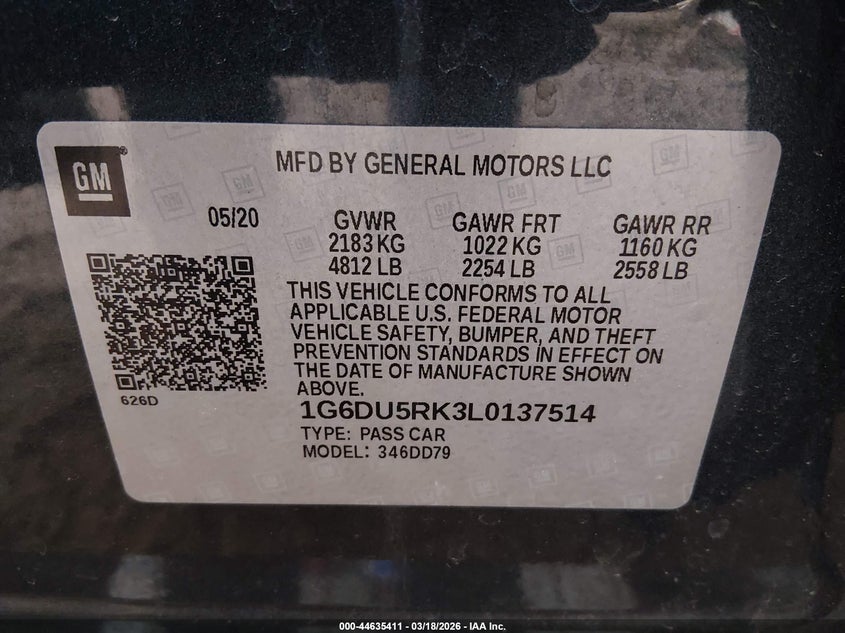 GM
MFD BY GENERAL MOTORS LLC
05/20
GVWR GAWR FRT GAWR RR
2183 KG 1022 KG 1160 KG
4812 LB 2254 LB 2558 LB
THIS VEHICLE CONFORMS TO ALL
APPLICABLE U.S. FEDERAL MOTOR
VEHICLE SAFETY, BUMPER, AND THEFT
PREVENTION STANDARDS IN EFFECT ON
THE DATE OF MANUFACTURE SHOWN
ABOVE.
626D
1G6DU5RK3L0137514
TYPE: PASS CAR
MODEL: 346DD79
000-44635411 - 03/18/2026 - IAA Inc.